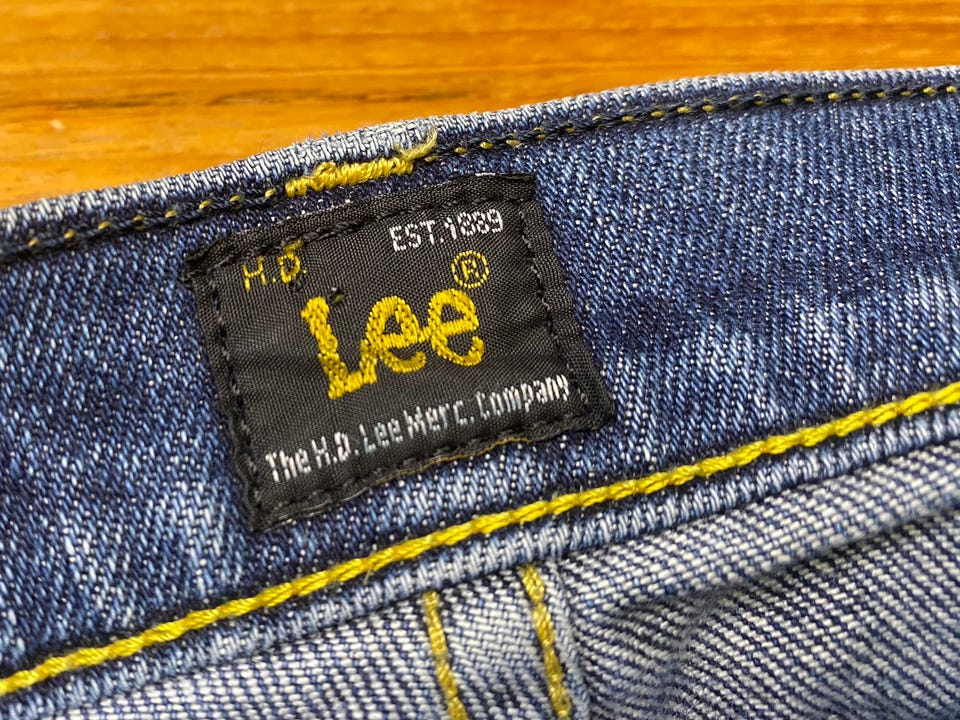 EST.1889
H.D.
Lee®
The H.D. Lee Merc. Company